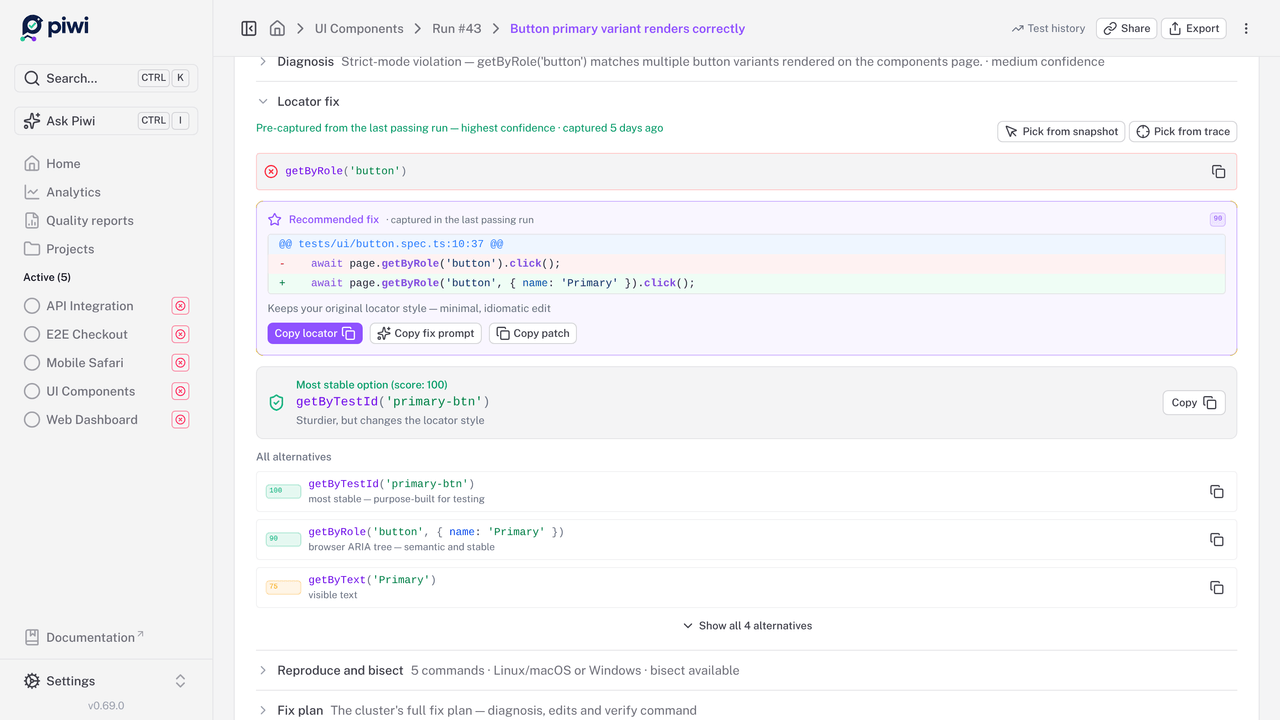 piwi
UI Components
Run #43
Button primary variant renders correctly
Test history
Share
Export
Search...
CTRL K
Ask Piwi
CTRL I
Home
Analytics
Quality reports
Projects
Active (5)
API Integration
E2E Checkout
Mobile Safari
UI Components
Web Dashboard
Documentation
Settings
v0.69.0
Diagnosis Strict-mode violation — getByRole('button') matches multiple button variants rendered on the components page. · medium confidence
Locator fix
Pre-captured from the last passing run — highest confidence · captured 5 days ago
Pick from snapshot
Pick from trace
getByRole('button')
Recommended fix · captured in the last passing run
90
@@ tests/ui/button.spec.ts:10:37 @@
- await page.getByRole('button').click();
+ await page.getByRole('button', { name: 'Primary' }).click();
Keeps your original locator style — minimal, idiomatic edit
Copy locator
Copy fix prompt
Copy patch
Most stable option (score: 100)
getByTestId('primary-btn')
Sturdier, but changes the locator style
Copy
All alternatives
100
getByTestId('primary-btn')
most stable — purpose-built for testing
90
getByRole('button', { name: 'Primary' })
browser ARIA tree — semantic and stable
75
getByText('Primary')
visible text
Show all 4 alternatives
Reproduce and bisect 5 commands · Linux/macOS or Windows · bisect available
Fix plan The cluster's full fix plan — diagnosis, edits and verify command